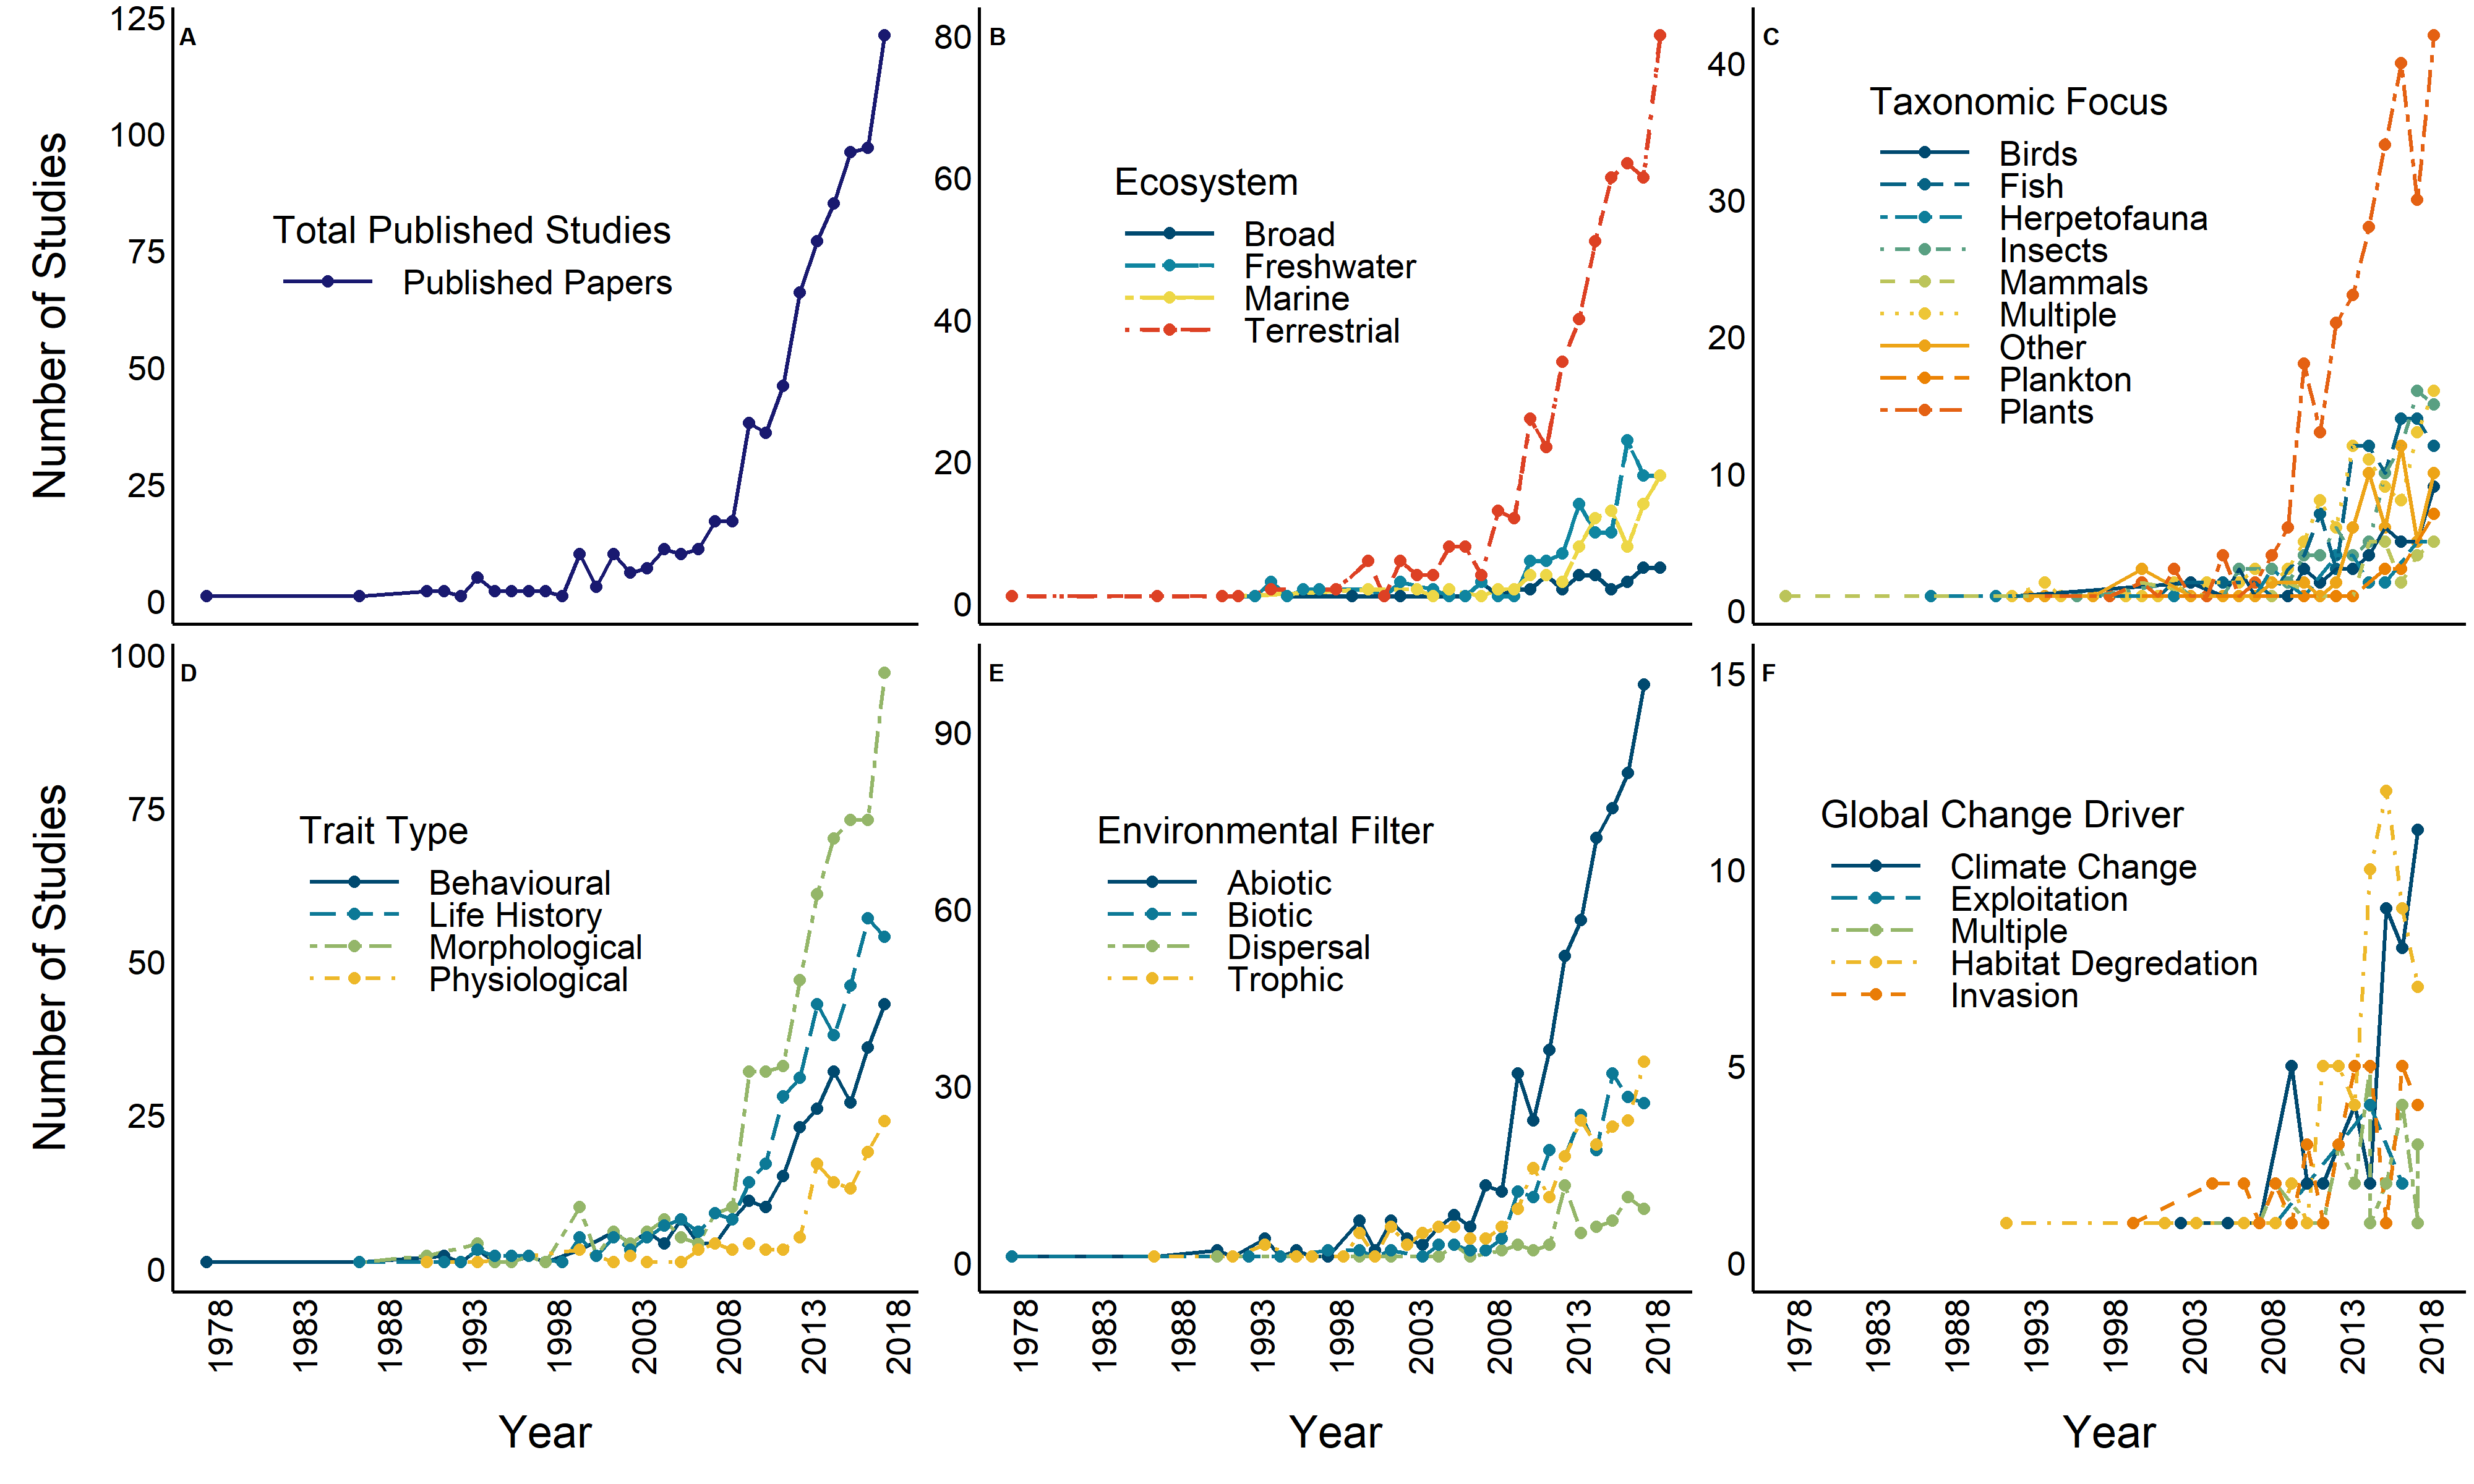 A
125
100
75
50
25
0
Number of Studies
Total Published Studies
Published Papers
B
80
60
40
20
0
Ecosystem
Broad
Freshwater
Marine
Terrestrial
C
40
30
20
10
0
Taxonomic Focus
Birds
Fish
Herpetofauna
Insects
Mammals
Multiple
Other
Plankton
Plants
D
100
75
50
25
0
Number of Studies
Trait Type
Behavioural
Life History
Morphological
Physiological
1978 1983 1988 1993 1998 2003 2008 2013 2018
Year
E
90
60
30
0
Environmental Filter
Abiotic
Biotic
Dispersal
Trophic
1978 1983 1988 1993 1998 2003 2008 2013 2018
Year
F
15
10
5
0
Global Change Driver
Climate Change
Exploitation
Multiple
Habitat Degredation
Invasion
1978 1983 1988 1993 1998 2003 2008 2013 2018
Year